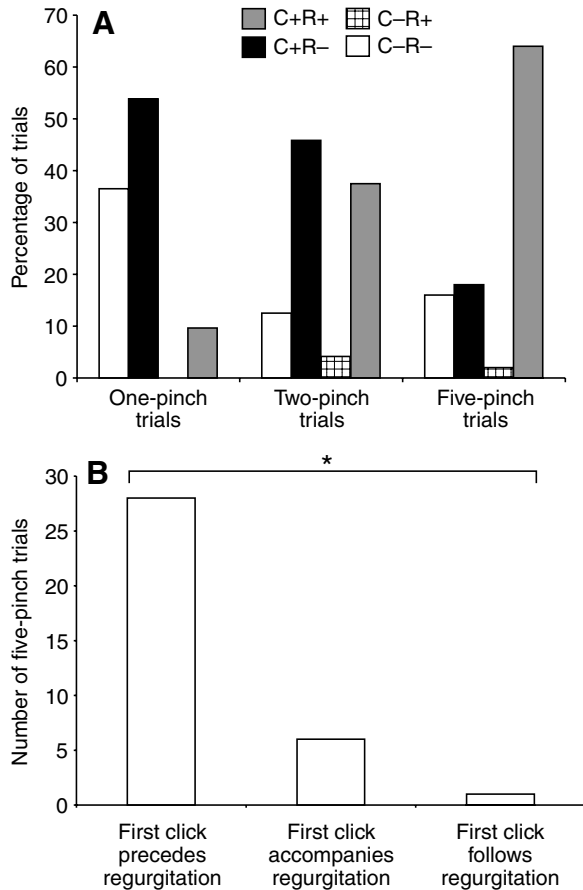 A
C+R+ C–R+
C+R– C–R–
Percentage of trials
70
60
50
40
30
20
10
0
One-pinch trials
Two-pinch trials
Five-pinch trials
B
*
Number of five-pinch trials
30
25
20
15
10
5
0
First click
precedes
regurgitation
First click
accompanies
regurgitation
First click
follows
regurgitation